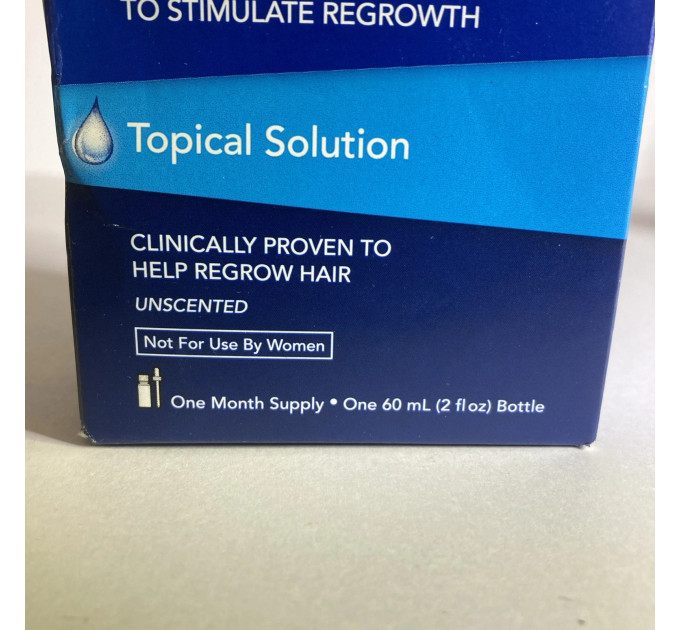 TO STIMULATE REGROWTH
Topical Solution
CLINICALLY PROVEN TO
HELP REGROW HAIR
UNSCENTED
Not For Use By Women
One Month Supply • One 60 mL (2 fl oz) Bottle